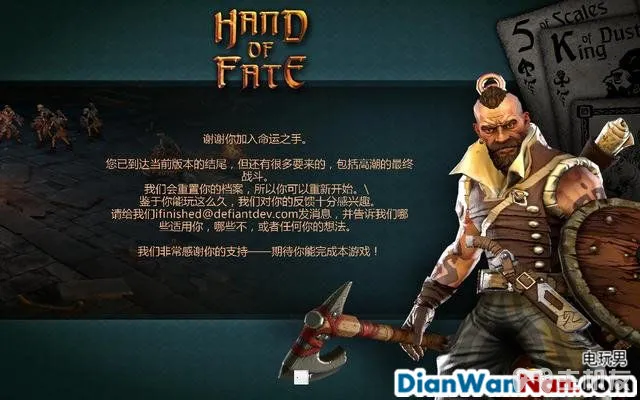 HAND
OF
FATE
5
of Scales
K of Dust
King
谢谢你加入命运之手。
您已到达当前版本的结尾，但还有很多要来的，包括高潮的最终
战斗。
我们会重置你的档案，所以你可以重新开始。\
鉴于你能玩这么久，我们对你的反馈十分感兴趣。
请给我们ifinished@defiantdev.com发消息，并告诉我们哪
些适用你，哪些不，或者任何你的想法。
我们非常感谢你的支持——期待你能完成本游戏！
电玩男
DianWanNan.com